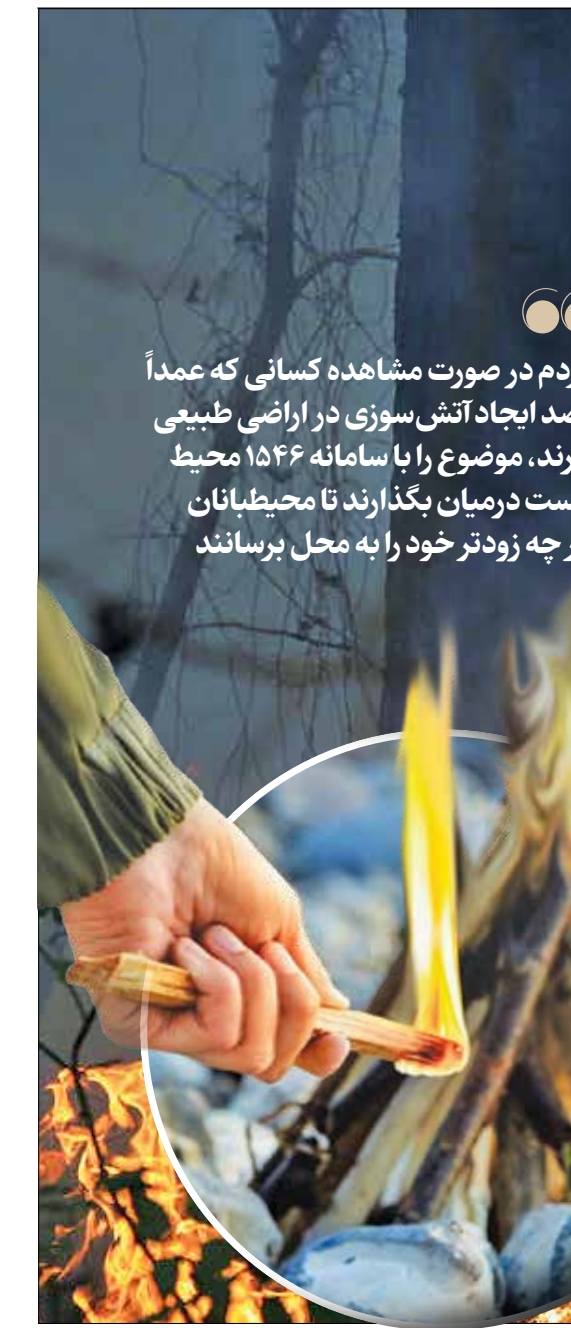 ردم در صورت مشاهده کسانی که عمداً
صد ایجاد آتش‌سوزی در اراضی طبیعی
رند، موضوع را با سامانه ۱۵۴۶ محیط
ست درمیان بگذارند تا محیطبانان
ر چه زودتر خود را به محل برسانند